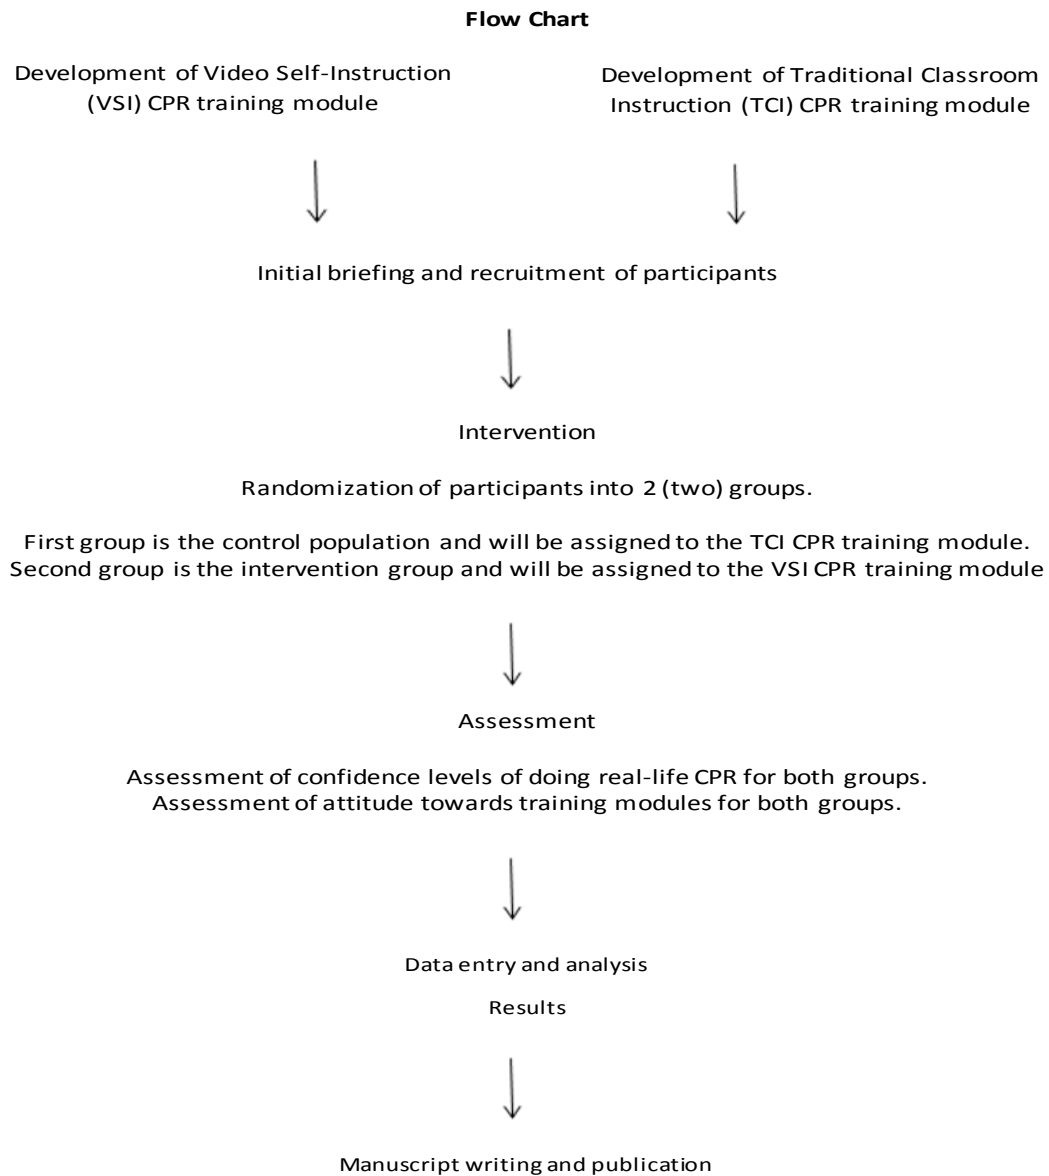 Flow Chart
Development of Video Self-Instruction
(VSI) CPR training module
Development of Traditional Classroom
Instruction (TCI) CPR training module
Initial briefing and recruitment of participants
Intervention
Randomization of participants into 2 (two) groups.
First group is the control population and will be assigned to the TCI CPR training module.
Second group is the intervention group and will be assigned to the VSI CPR training module
Assessment
Assessment of confidence levels of doing real-life CPR for both groups.
Assessment of attitude towards training modules for both groups.
Data entry and analysis
Results
Manuscript writing and publication